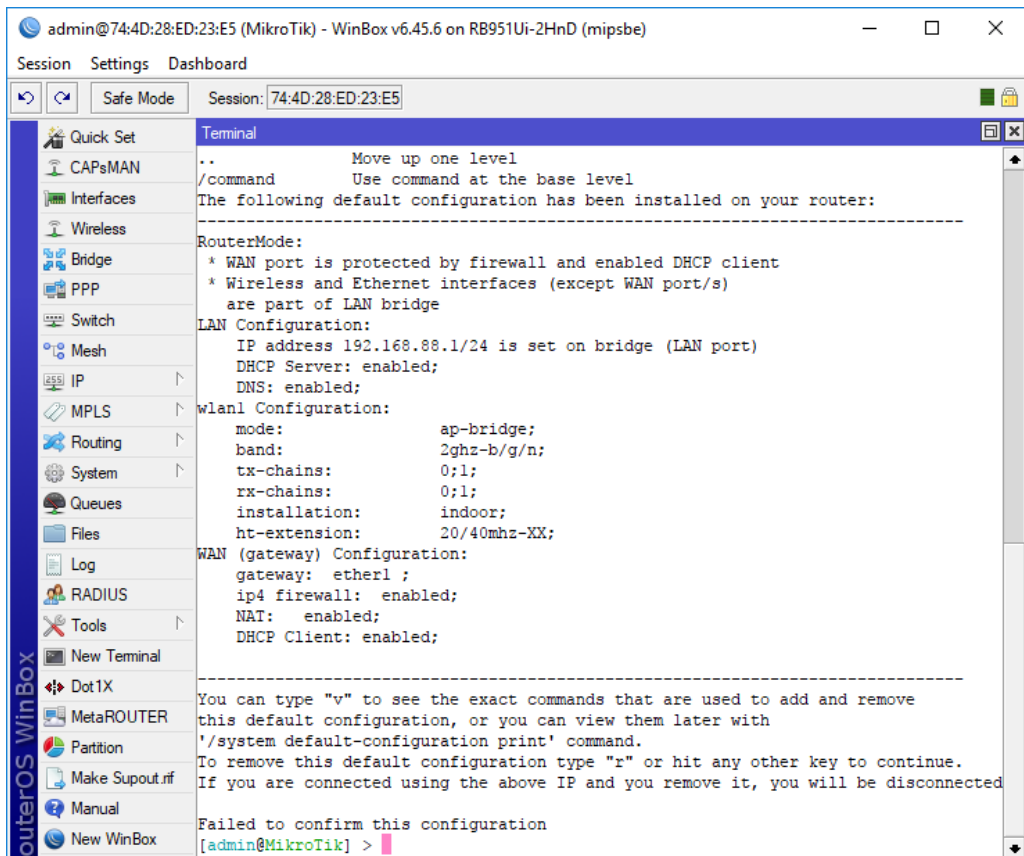 admin@74:4D:28:ED:23:E5 (MikroTik) - WinBox v6.45.6 on RB951Ui-2HnD (mipsbe)
Session Settings Dashboard
Safe Mode Session: 74:4D:28:ED:23:E5
Quick Set
CAPsMAN
Interfaces
Wireless
Bridge
PPP
Switch
Mesh
255 IP
MPLS
Routing
System
Queues
Files
Log
RADIUS
Tools
New Terminal
Dot1X
MetaROUTER
Partition
Make Supout.rif
Manual
New WinBox
outerOS WinBox
Terminal
.. Move up one level
/command Use command at the base level
The following default configuration has been installed on your router:
-------------------------------------------------------------------------------
RouterMode:
* WAN port is protected by firewall and enabled DHCP client
* Wireless and Ethernet interfaces (except WAN port/s)
are part of LAN bridge
LAN Configuration:
IP address 192.168.88.1/24 is set on bridge (LAN port)
DHCP Server: enabled;
DNS: enabled;
wlan1 Configuration:
mode: ap-bridge;
band: 2ghz-b/g/n;
tx-chains: 0;1;
rx-chains: 0;1;
installation: indoor;
ht-extension: 20/40mhz-XX;
WAN (gateway) Configuration:
gateway: ether1 ;
ip4 firewall: enabled;
NAT: enabled;
DHCP Client: enabled;
-------------------------------------------------------------------------------
You can type "v" to see the exact commands that are used to add and remove
this default configuration, or you can view them later with
'/system default-configuration print' command.
To remove this default configuration type "r" or hit any other key to continue.
If you are connected using the above IP and you remove it, you will be disconnected
Failed to confirm this configuration
[admin@MikroTik] >